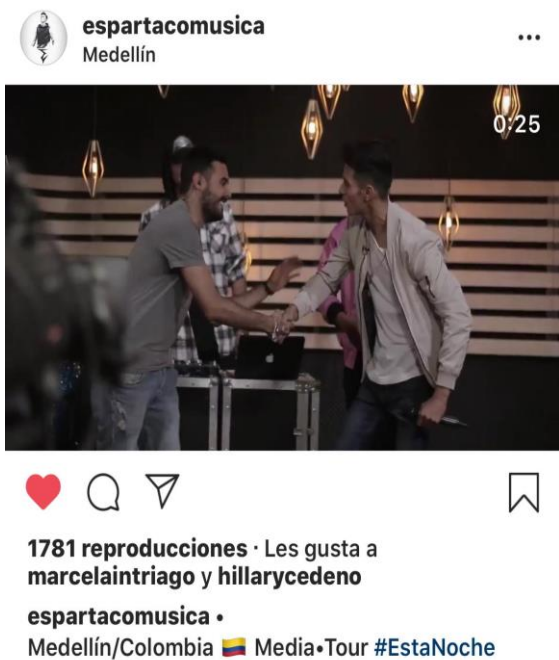 espartacomusica
Medellín
0:25
1781 reproducciones · Les gusta a
marcelaintriago y hillarycedeno
espartacomusica •
Medellín/Colombia 🇨🇴 Media•Tour #EstaNoche